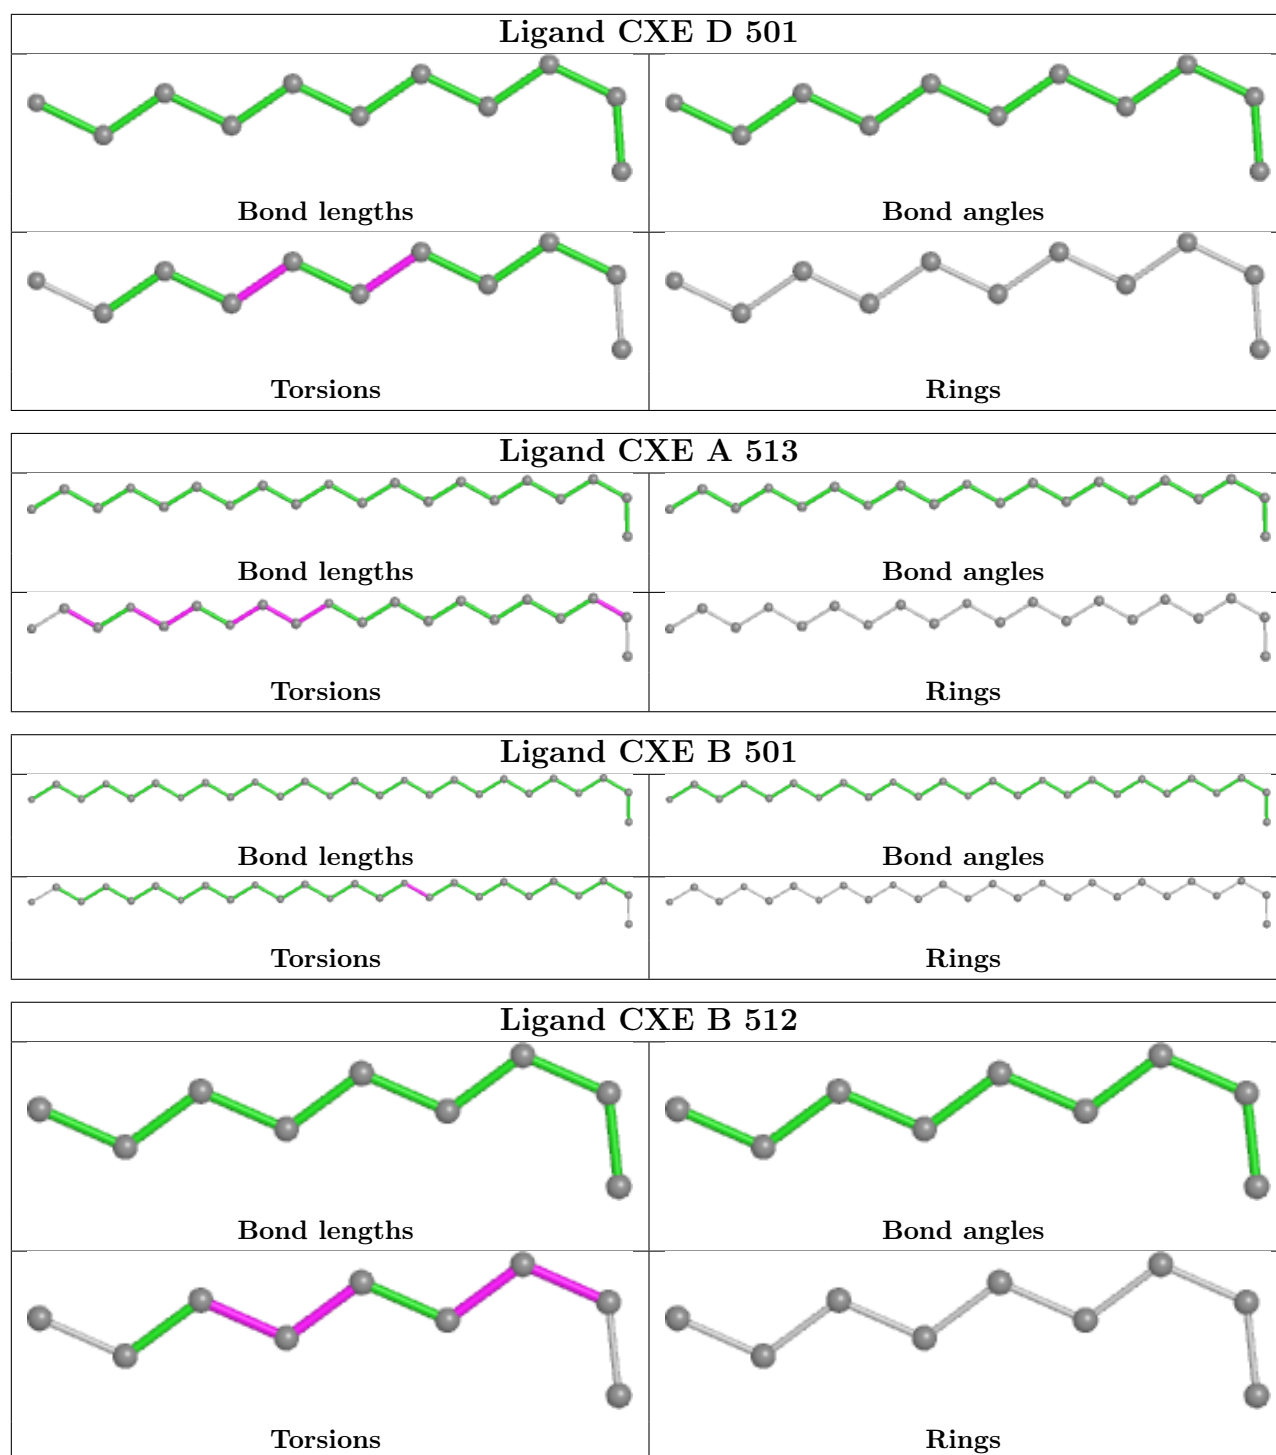 Ligand CXE D 501
Bond lengths
Bond angles
Torsions
Rings
Ligand CXE A 513
Bond lengths
Bond angles
Torsions
Rings
Ligand CXE B 501
Bond lengths
Bond angles
Torsions
Rings
Ligand CXE B 512
Bond lengths
Bond angles
Torsions
Rings